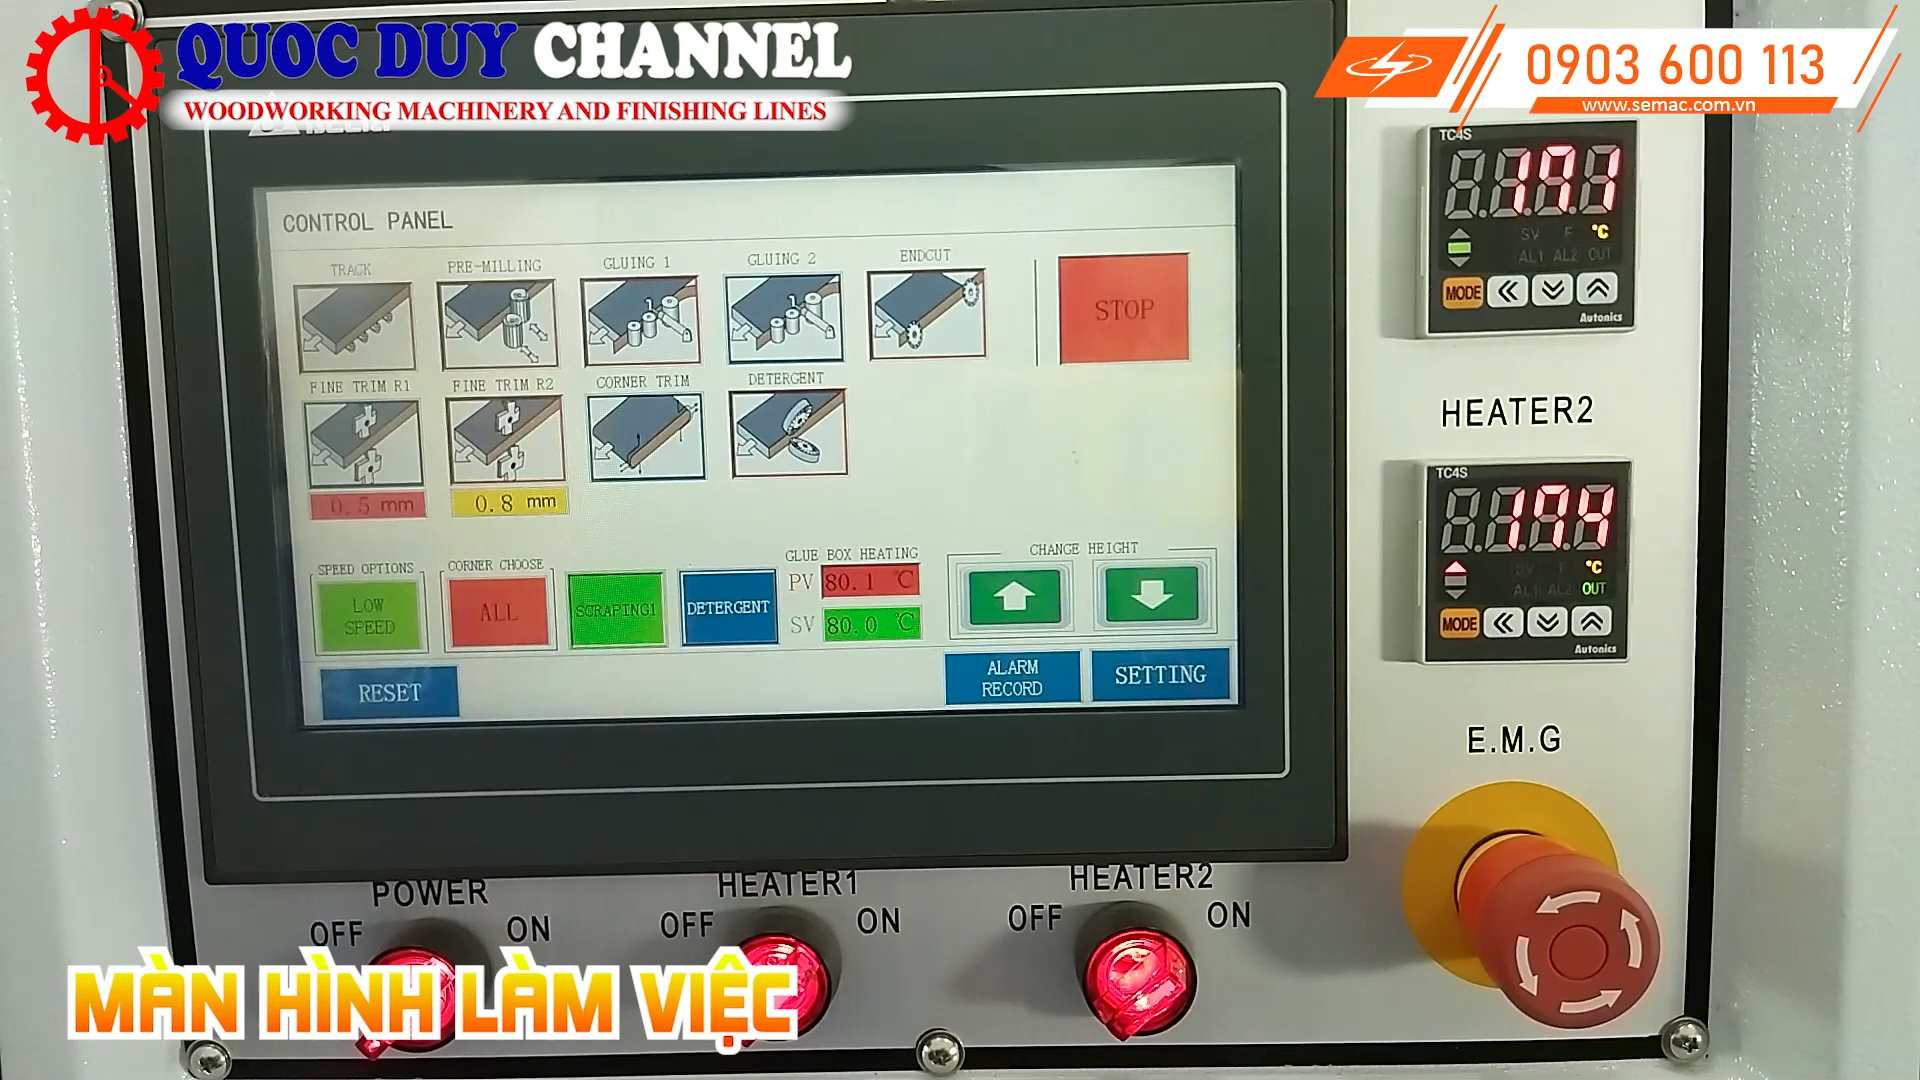 QUOC DUY CHANNEL
WOODWORKING MACHINERY AND FINISHING LINES
0903 600 113
www.semac.com.vn
CONTROL PANEL
TRACK
PRE-MILLING
GLUING 1
GLUING 2
ENDCUT
STOP
FINE TRIM R1
FINE TRIM R2
CORNER TRIM
DETERGENT
0.5 mm
0.8 mm
SPEED OPTIONS
LOW
SPEED
CORNER CHOOSE
ALL
SCRAPING1
DETERGENT
GLUE BOX HEATING
PV 80.1 ℃
SV 80.0 ℃
CHANGE HEIGHT
RESET
ALARM
RECORD
SETTING
TC4S
171
SV F °C
AL1 AL2 OUT
MODE
Autonics
HEATER2
TC4S
174
SV F °C
AL1 AL2 OUT
MODE
Autonics
E.M.G
POWER
OFF ON
HEATER1
OFF ON
HEATER2
OFF ON
MÀN HÌNH LÀM VIỆC